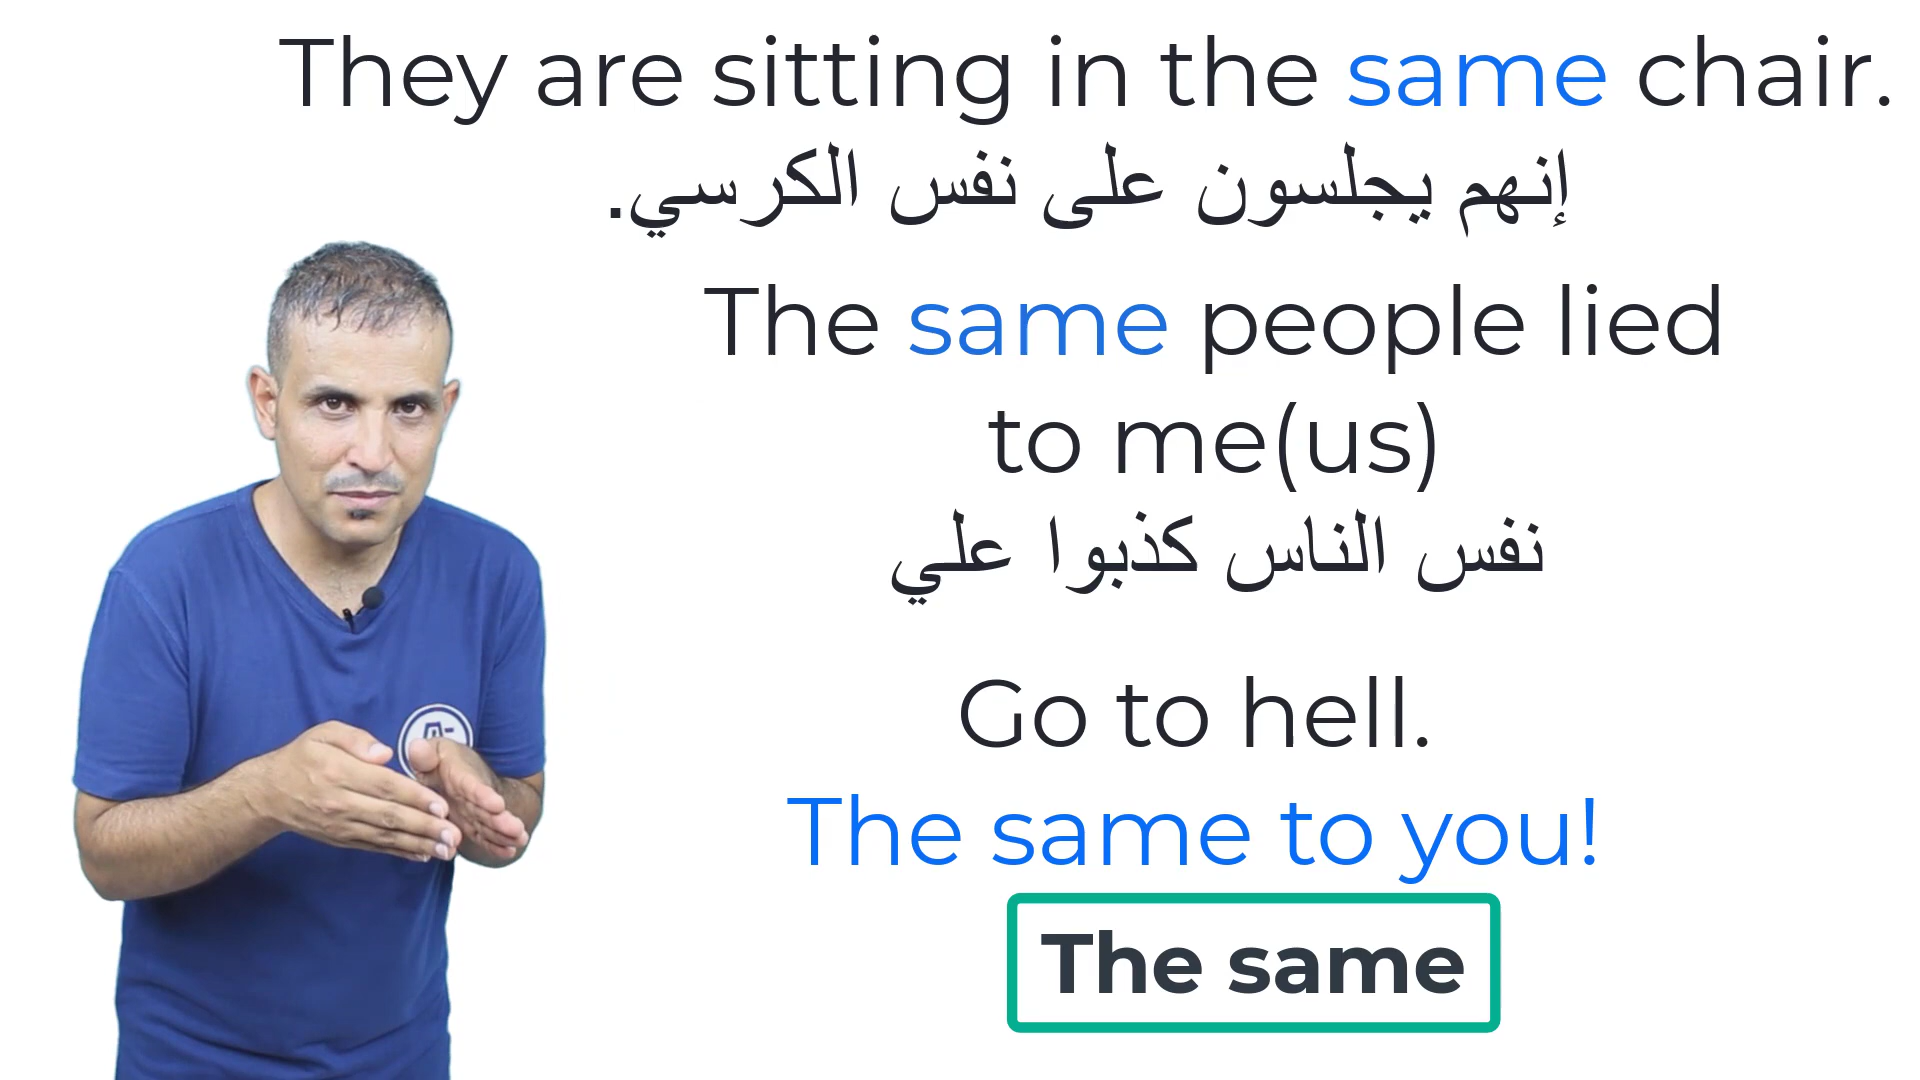 They are sitting in the same chair.
إنهم يجلسون على نفس الكرسي.
The same people lied
to me(us)
نفس الناس كذبوا علي
Go to hell.
The same to you!
The same